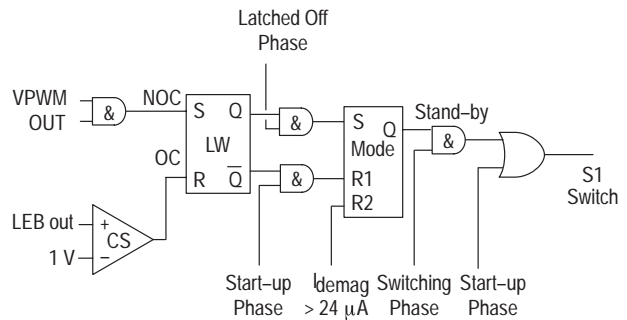 Latched Off
Phase
VPWM
OUT
&
NOC
S
Q
LW
R
Q
OC
&
&
S
Q
Mode
R1
R2
Stand–by
&
S1
Switch
LEB out
+
CS
1 V
–
Start–up
Phase
Idemag
> 24 µA
Switching
Phase
Start–up
Phase